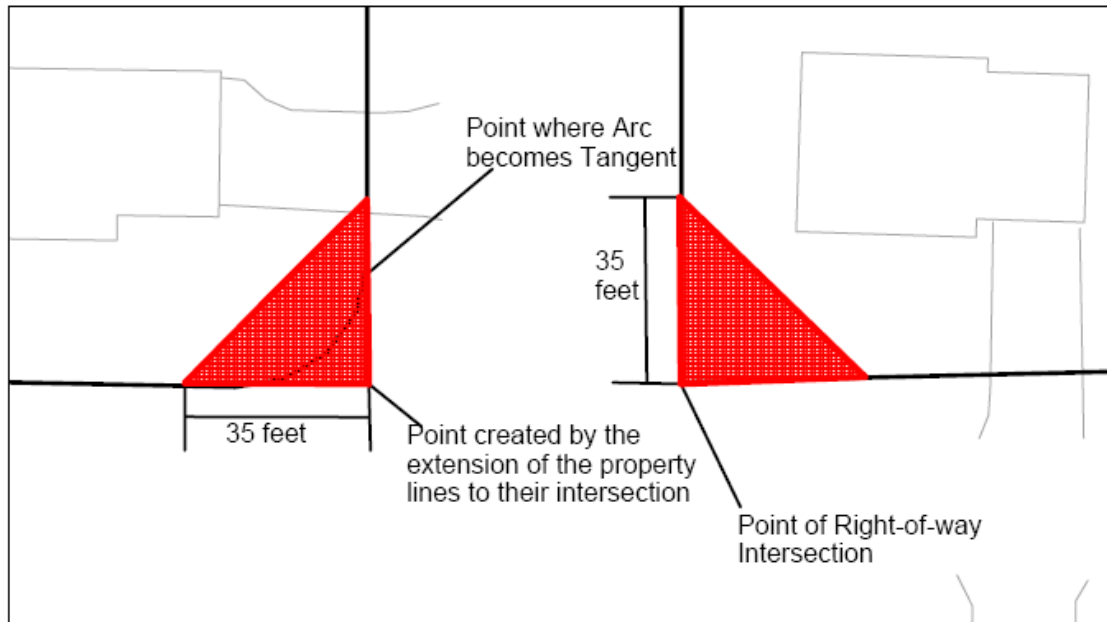 Point where Arc
becomes Tangent
35
feet
35 feet
Point created by the
extension of the property
lines to their intersection
Point of Right-of-way
Intersection